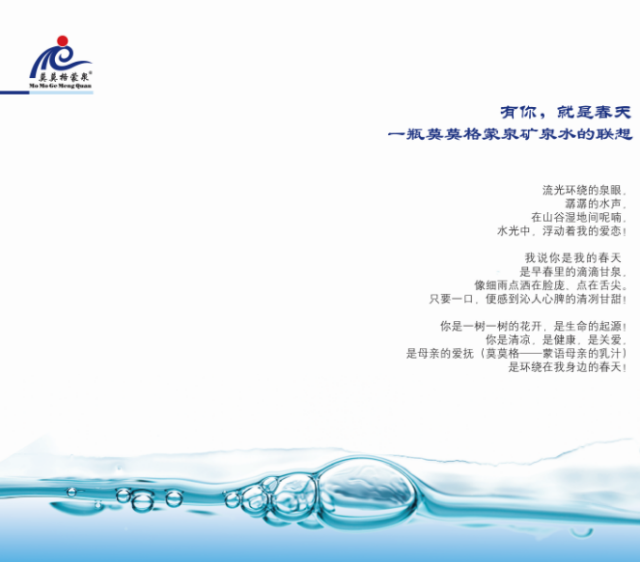 莫莫格蒙泉®
Mo Mo Ge Meng Quan
有你，就是春天
一瓶莫莫格蒙泉矿泉水的联想
流光环绕的泉眼，
潺潺的水声，
在山谷湿地间呢喃，
水光中，浮动着我的爱恋！
我说你是我的春天
是早春里的滴滴甘泉，
像细雨点洒在脸庞，点在舌尖。
只要一口，便感到沁人心脾的清冽甘甜！
你是一树一树的花开，是生命的起源！
你是清凉，是健康，是关爱，
是母亲的爱抚（莫莫格——蒙语母亲的乳汁）
是环绕在我身边的春天！